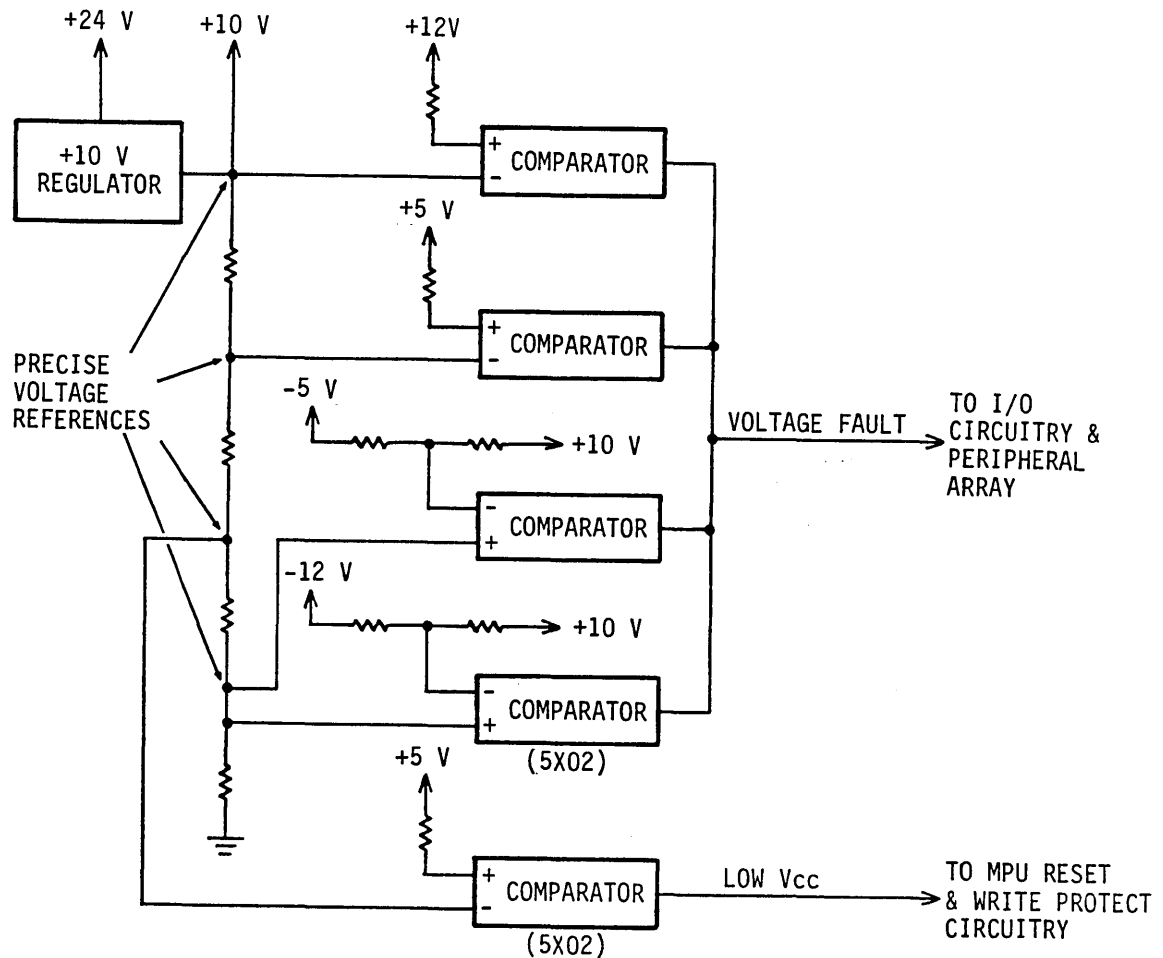 +24 V
+10 V
+12V
+10 V
REGULATOR
+
-
COMPARATOR
+5 V
+
-
COMPARATOR
PRECISE
VOLTAGE
REFERENCES
-5 V
+10 V
-
+
COMPARATOR
VOLTAGE FAULT
TO I/O
CIRCUITRY &
PERIPHERAL
ARRAY
-12 V
+10 V
-
+
COMPARATOR
(5X02)
+5 V
+
-
COMPARATOR
(5X02)
LOW Vcc
TO MPU RESET
& WRITE PROTECT
CIRCUITRY